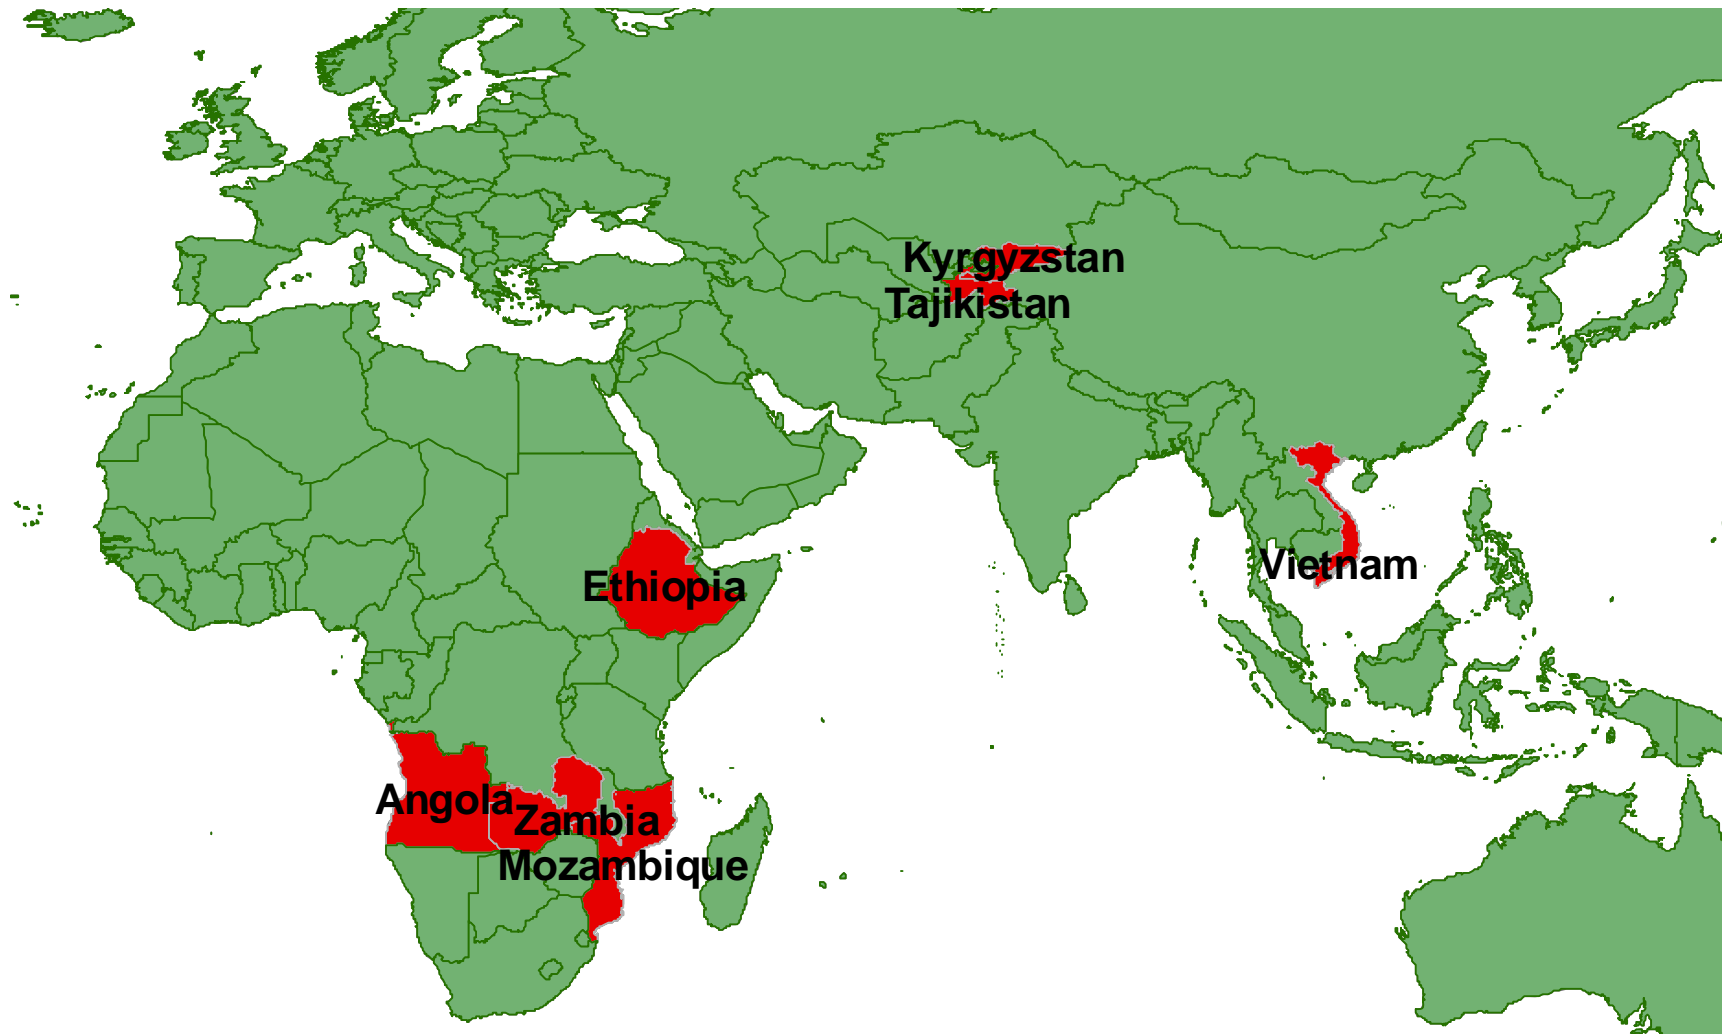 Kyrgyzstan
Tajikistan
Vietnam
Ethiopia
Angola
Zambia
Mozambique